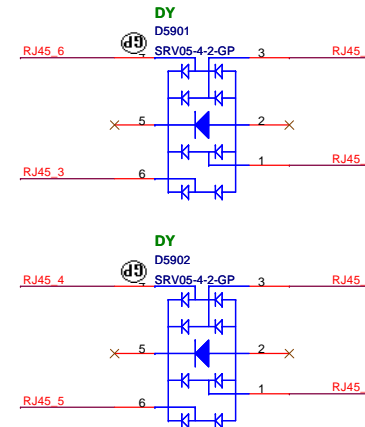 DY
D5901
GP
SRV05-4-2-GP
RJ45_6
3
RJ45_
5
2
1
RJ45_
RJ45_3
6
DY
D5902
GP
SRV05-4-2-GP
RJ45_4
3
RJ45_
5
2
1
RJ45_
RJ45_5
6